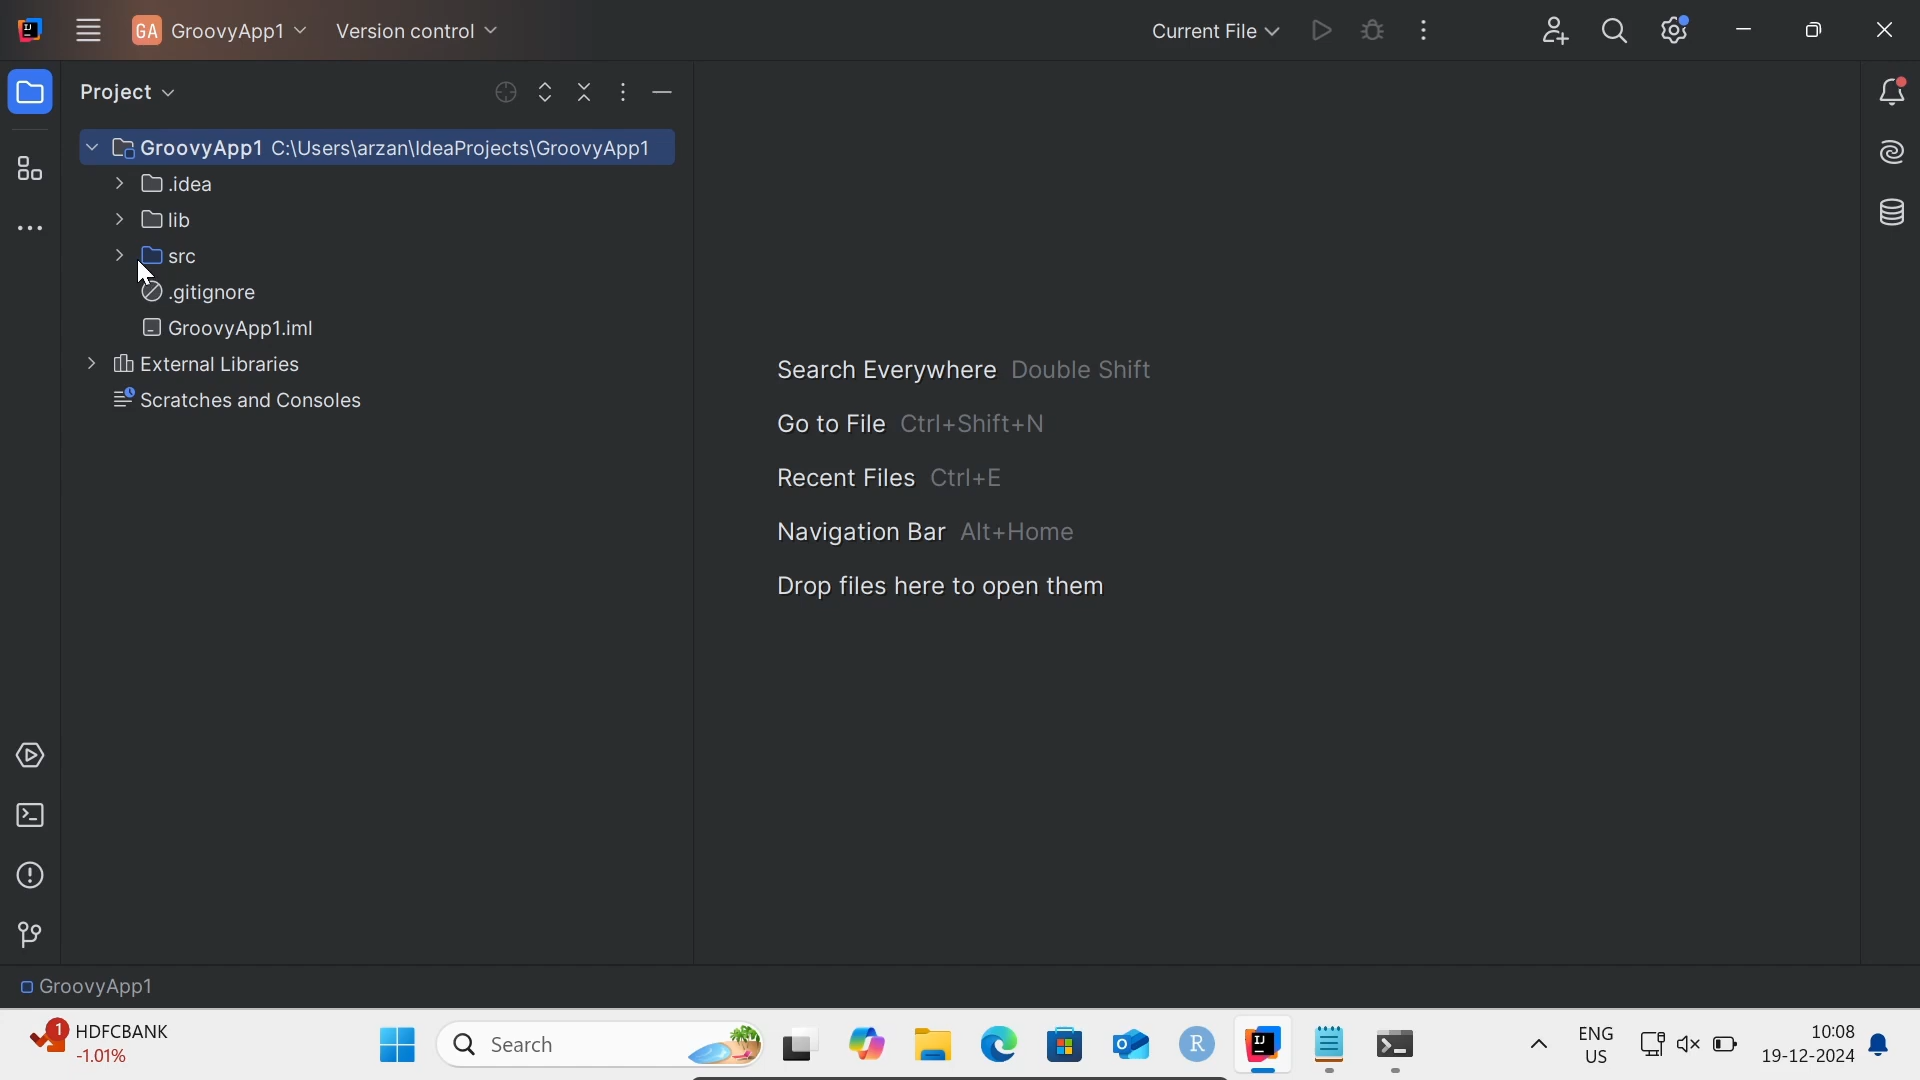 GA GroovyApp1 Version control Current File
Project
GroovyApp1 C:\Users\arzan\IdeaProjects\GroovyApp1
.idea
lib
src
.gitignore
GroovyApp1.iml
External Libraries
Scratches and Consoles
Search Everywhere Double Shift
Go to File Ctrl+Shift+N
Recent Files Ctrl+E
Navigation Bar Alt+Home
Drop files here to open them
GroovyApp1
1 HDFCBANK
-1.01%
Search
ENG
US
10:08
19-12-2024